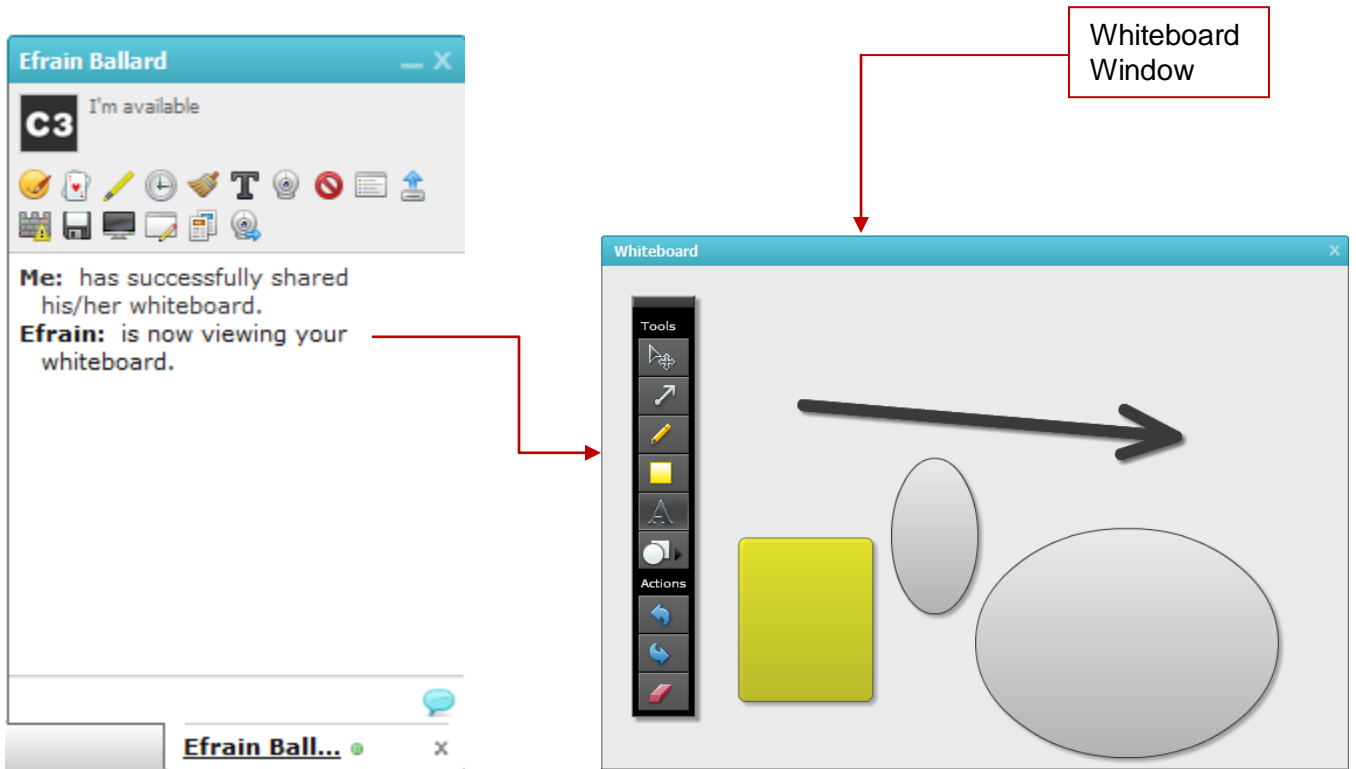 Efrain Ballard
X
C3
I'm available
T
Me: has successfully shared
his/her whiteboard.
Efrain: is now viewing your
whiteboard.
Efrain Ball...
x
Whiteboard
Window
Whiteboard
x
Tools
A
Actions